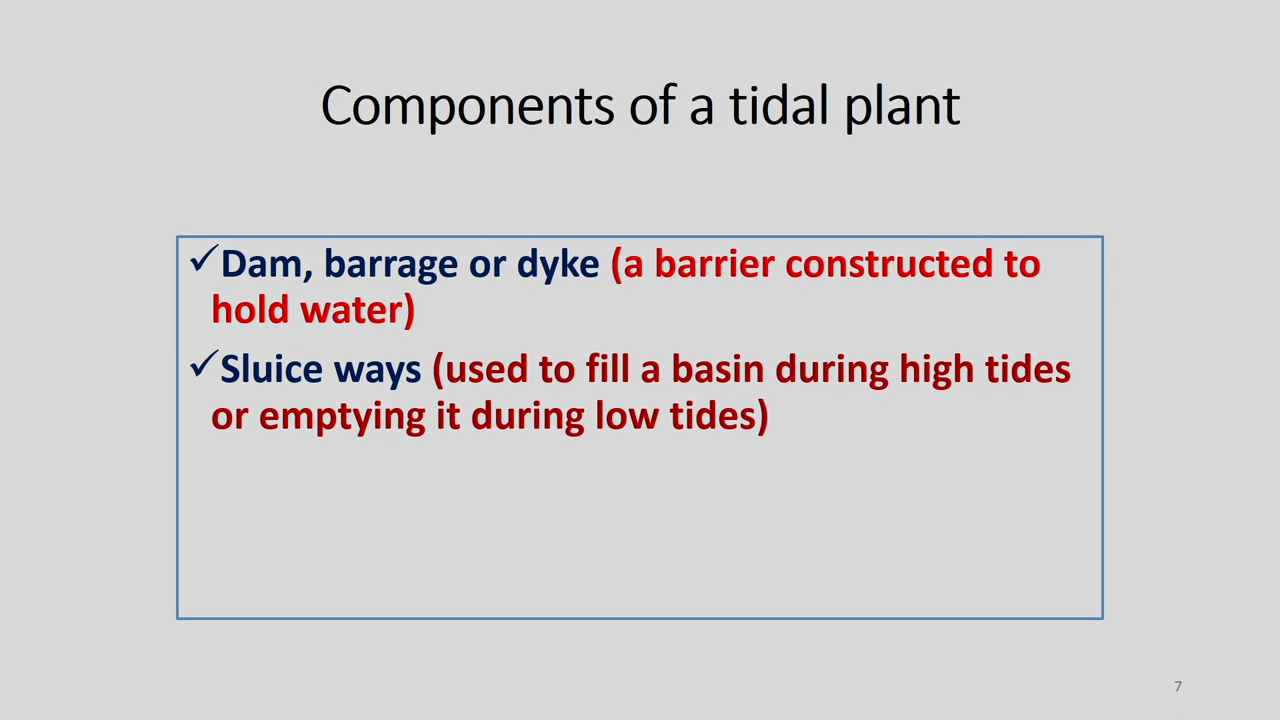 Components of a tidal plant
✓Dam, barrage or dyke (a barrier constructed to
hold water)
✓Sluice ways (used to fill a basin during high tides
or emptying it during low tides)
7